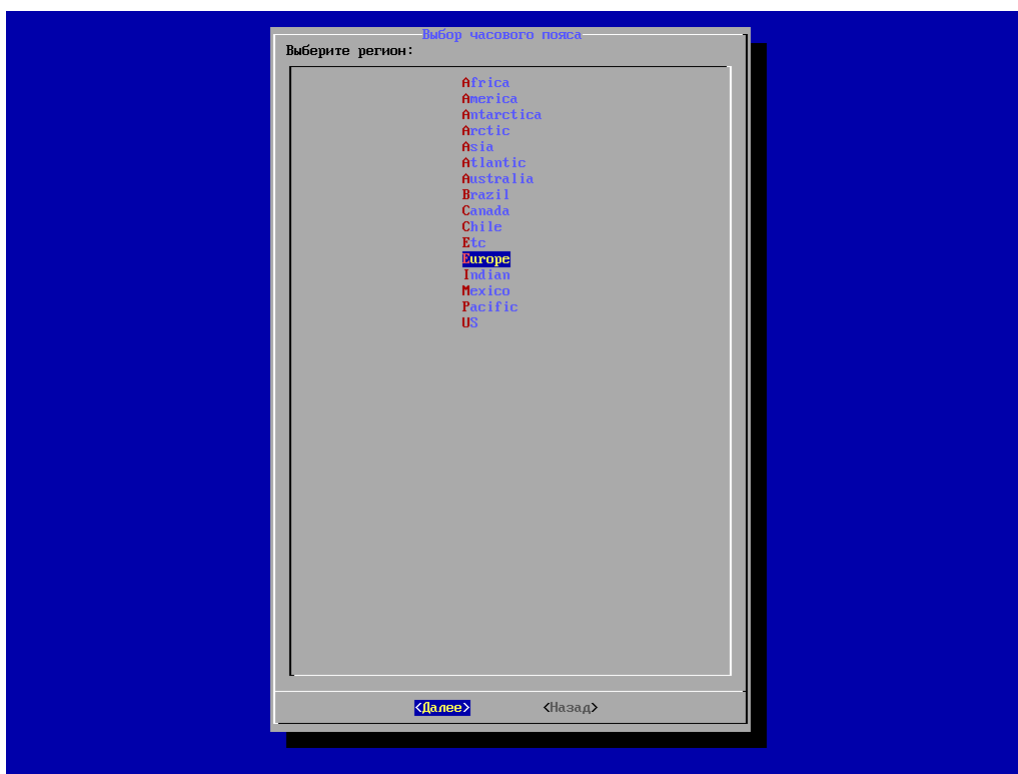 Выбор часового пояса
Выберите регион:
Africa
America
Antarctica
Arctic
Asia
Atlantic
Australia
Brazil
Canada
Chile
Etc
Europe
Indian
Mexico
Pacific
US
<Далее> <Назад>